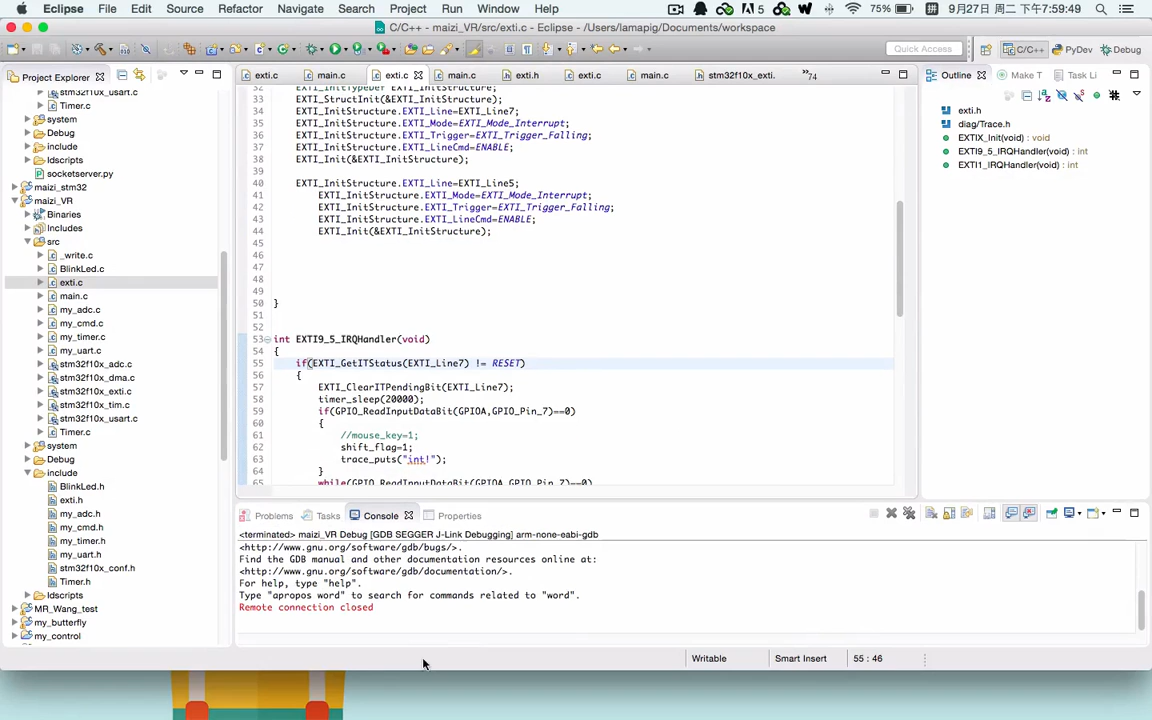 Eclipse File Edit Source Refactor Navigate Search Project Run Window Help 5 2 75% 拼 9月27日 周二 下午7:59:49
C/C++ - maizi_VR/src/exti.c - Eclipse - /Users/lamapig/Documents/workspace
Quick Access C/C++ PyDev Debug
Project Explorer
exti.c main.c exti.c main.c exti.h exti.c main.c stm32f10x_exti. »74
Outline Make T Task Li
stm32f10x_usart.c
Timer.c
system
Debug
include
ldscripts
socketserver.py
maizi_stm32
maizi_VR
Binaries
Includes
src
_write.c
BlinkLed.c
exti.c
main.c
my_adc.c
my_cmd.c
my_timer.c
my_uart.c
stm32f10x_adc.c
stm32f10x_dma.c
stm32f10x_exti.c
stm32f10x_tim.c
stm32f10x_usart.c
Timer.c
system
Debug
include
BlinkLed.h
exti.h
my_adc.h
my_cmd.h
my_timer.h
my_uart.h
stm32f10x_conf.h
Timer.h
ldscripts
MR_Wang_test
my_butterfly
my_control
32 EXTI_InitTypeDef EXTI_InitStructure;
33 EXTI_StructInit(&EXTI_InitStructure);
34 EXTI_InitStructure.EXTI_Line=EXTI_Line7;
35 EXTI_InitStructure.EXTI_Mode=EXTI_Mode_Interrupt;
36 EXTI_InitStructure.EXTI_Trigger=EXTI_Trigger_Falling;
37 EXTI_InitStructure.EXTI_LineCmd=ENABLE;
38 EXTI_Init(&EXTI_InitStructure);
39
40 EXTI_InitStructure.EXTI_Line=EXTI_Line5;
41 EXTI_InitStructure.EXTI_Mode=EXTI_Mode_Interrupt;
42 EXTI_InitStructure.EXTI_Trigger=EXTI_Trigger_Falling;
43 EXTI_InitStructure.EXTI_LineCmd=ENABLE;
44 EXTI_Init(&EXTI_InitStructure);
45
46
47
48
49
50 }
51
52
53 int EXTI9_5_IRQHandler(void)
54 {
55 if(EXTI_GetITStatus(EXTI_Line7) != RESET)
56 {
57 EXTI_ClearITPendingBit(EXTI_Line7);
58 timer_sleep(20000);
59 if(GPIO_ReadInputDataBit(GPIOA,GPIO_Pin_7)==0)
60 {
61 //mouse_key=1;
62 shift_flag=1;
63 trace_puts("int!");
64 }
65 while(GPIO_ReadInputDataBit(GPIOA,GPIO_Pin_7)==0)
exti.h
diag/Trace.h
EXTIX_Init(void) : void
EXTI9_5_IRQHandler(void) : int
EXTI1_IRQHandler(void) : int
Problems Tasks Console Properties
<terminated> maizi_VR Debug [GDB SEGGER J-Link Debugging] arm-none-eabi-gdb
<http://www.gnu.org/software/gdb/bugs/>.
Find the GDB manual and other documentation resources online at:
<http://www.gnu.org/software/gdb/documentation/>.
For help, type "help".
Type "apropos word" to search for commands related to "word".
Remote connection closed
Writable Smart Insert 55 : 46